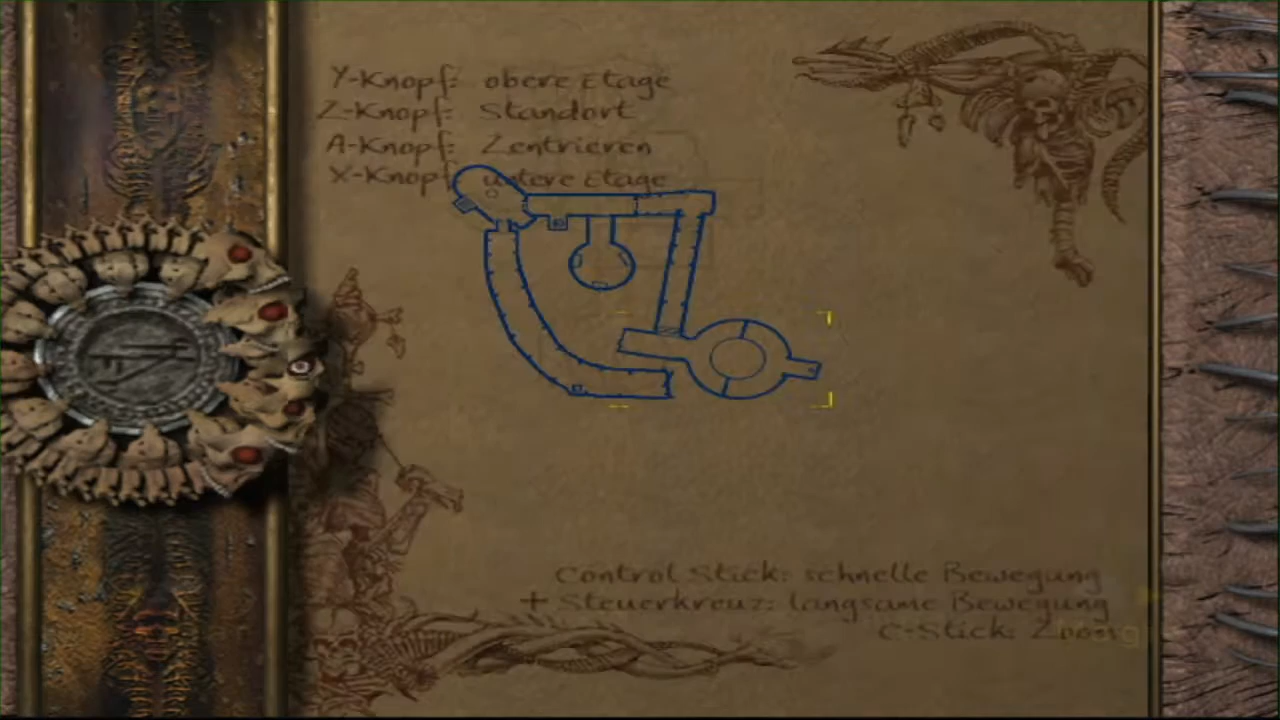 Y-Knopf: obere Etage
Z-Knopf: Standort
A-Knopf: Zentrieren
X-Knopf: untere Etage
Control Stick: schnelle Bewegung
+ Steuerkreuz: langsame Bewegung
C-Stick: Zoom